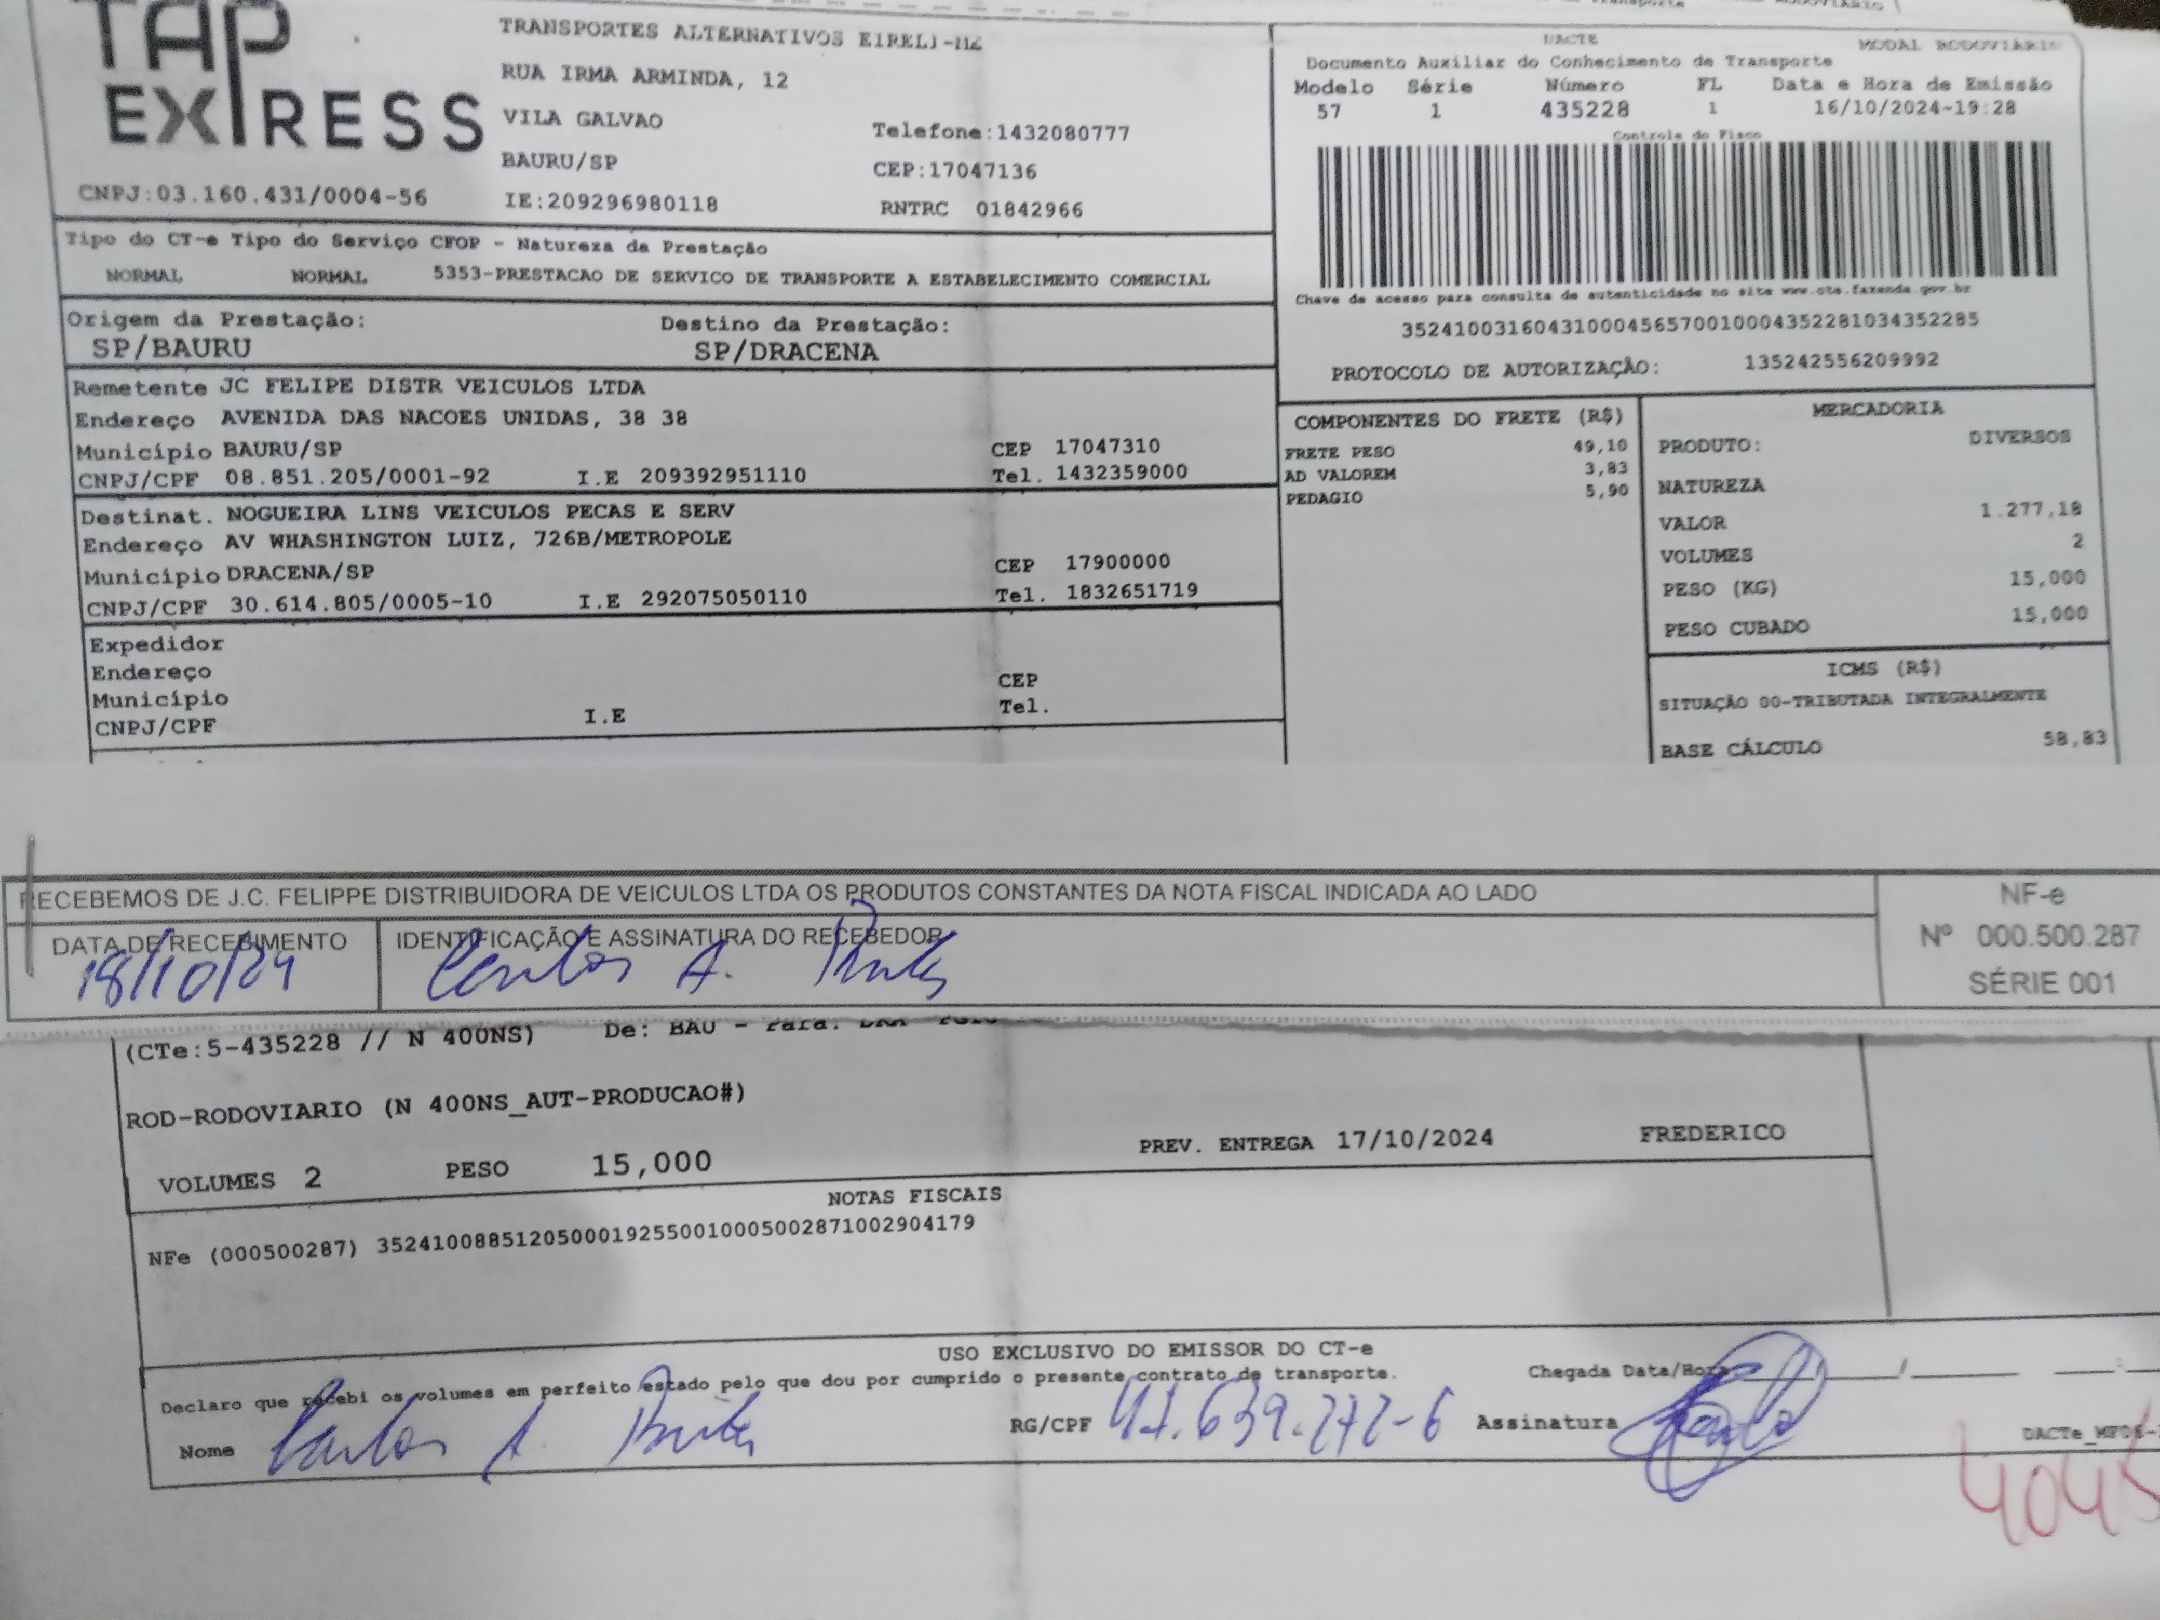 TAP
EXPRESS
TRANSPORTES ALTERNATIVOS EIRELI-ME
RUA IRMA ARMINDA, 12
VILA GALVAO
Telefone:1432080777
BAURU/SP
CEP:17047136
CNPJ:03.160.431/0004-56
IE:209296980118
RNTRC 01842966
DACTE MODAL RODOVIÁRIO
Documento Auxiliar do Conhecimento de Transporte
Modelo Série Número FL Data e Hora de Emissão
57 1 435228 1 16/10/2024-19:28
Controle do Fisco
Chave de acesso para consulta de autenticidade no site www.cte.fazenda.gov.br
35241003160431000456570010004352281034352285
PROTOCOLO DE AUTORIZAÇÃO: 135242556209992
Tipo do CT-e Tipo do Serviço CFOP - Natureza da Prestação
NORMAL NORMAL 5353-PRESTACAO DE SERVICO DE TRANSPORTE A ESTABELECIMENTO COMERCIAL
Origem da Prestação: Destino da Prestação:
SP/BAURU SP/DRACENA
Remetente JC FELIPE DISTR VEICULOS LTDA
Endereço AVENIDA DAS NACOES UNIDAS, 38 38
Município BAURU/SP CEP 17047310
CNPJ/CPF 08.851.205/0001-92 I.E 209392951110 Tel. 1432359000
Destinat. NOGUEIRA LINS VEICULOS PECAS E SERV
Endereço AV WHASHINGTON LUIZ, 726B/METROPOLE
Município DRACENA/SP CEP 17900000
CNPJ/CPF 30.614.805/0005-10 I.E 292075050110 Tel. 1832651719
Expedidor
Endereço
Município CEP
CNPJ/CPF I.E Tel.
COMPONENTES DO FRETE (R$)
FRETE PESO 49,10
AD VALOREM 3,83
PEDAGIO 5,90
MERCADORIA
PRODUTO: DIVERSOS
NATUREZA
VALOR 1.277,18
VOLUMES 2
PESO (KG) 15,000
PESO CUBADO 15,000
ICMS (R$)
SITUAÇÃO 00-TRIBUTADA INTEGRALMENTE
BASE CÁLCULO 58,83
RECEBEMOS DE J.C. FELIPPE DISTRIBUIDORA DE VEICULOS LTDA OS PRODUTOS CONSTANTES DA NOTA FISCAL INDICADA AO LADO
DATA DE RECEBIMENTO IDENTIFICAÇÃO E ASSINATURA DO RECEBEDOR
18/10/24 Carlos A.
NF-e
Nº 000.500.287
SÉRIE 001
(CTe:5-435228 // N 400NS) De: BAU - Para:
ROD-RODOVIARIO (N 400NS_AUT-PRODUCAO#)
PREV. ENTREGA 17/10/2024 FREDERICO
VOLUMES 2 PESO 15,000
NOTAS FISCAIS
NFe (000500287) 35241008851205000192550010005002871002904179
USO EXCLUSIVO DO EMISSOR DO CT-e
Declaro que recebi os volumes em perfeito estado pelo que dou por cumprido o presente contrato de transporte. Chegada Data/Hora
Nome Carlos A. RG/CPF Assinatura